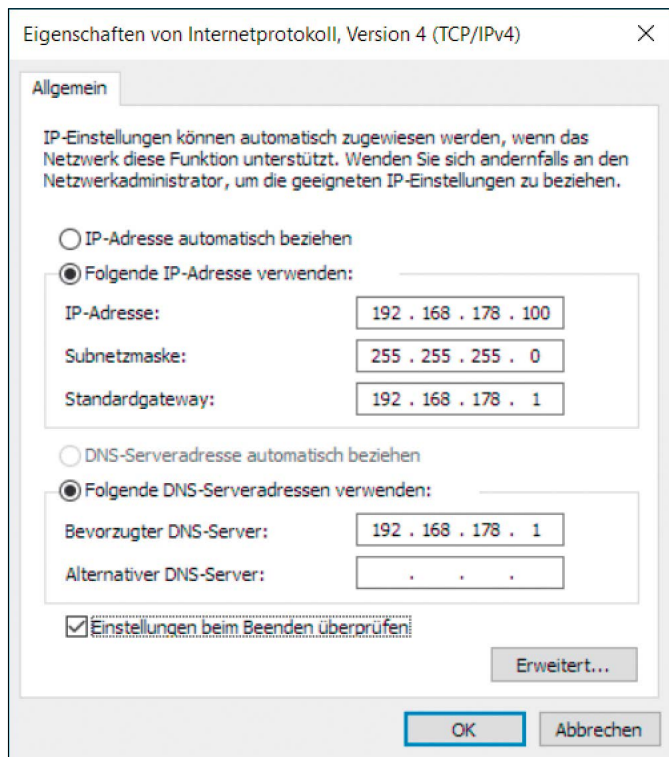 Eigenschaften von Internetprotokoll, Version 4 (TCP/IPv4)
Allgemein
IP-Einstellungen können automatisch zugewiesen werden, wenn das
Netzwerk diese Funktion unterstützt. Wenden Sie sich andernfalls an den
Netzwerkadministrator, um die geeigneten IP-Einstellungen zu beziehen.
IP-Adresse automatisch beziehen
Folgende IP-Adresse verwenden:
IP-Adresse: 192 . 168 . 178 . 100
Subnetzmaske: 255 . 255 . 255 . 0
Standardgateway: 192 . 168 . 178 . 1
DNS-Serveradresse automatisch beziehen
Folgende DNS-Serveradressen verwenden:
Bevorzugter DNS-Server: 192 . 168 . 178 . 1
Alternativer DNS-Server: . . .
Einstellungen beim Beenden überprüfen
Erweitert...
OK Abbrechen